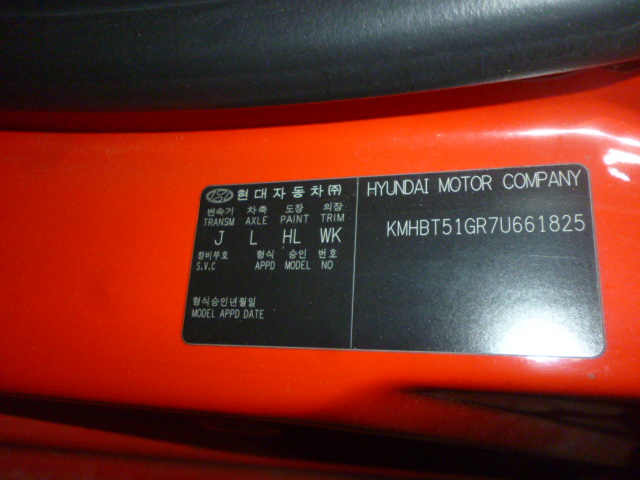 현대자동차㈜
변속기 차축 도장 의장
TRANSM AXLE PAINT TRIM
J L HL WK
정비부호 형식 승인 번호
S.V.C APPD MODEL NO
형식승인년월일
MODEL APPD DATE
HYUNDAI MOTOR COMPANY
KMHBT51GR7U661825